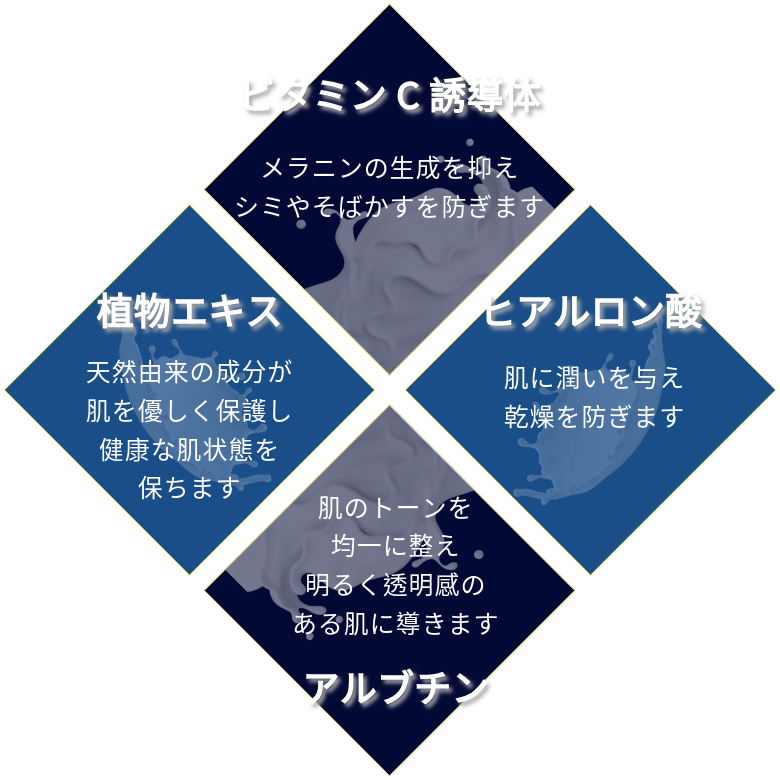 ビタミンC誘導体
メラニンの生成を抑え
シミやそばかすを防ぎます
植物エキス
天然由来の成分が
肌を優しく保護し
健康な肌状態を
保ちます
ヒアルロン酸
肌に潤いを与え
乾燥を防ぎます
肌のトーンを
均一に整え
明るく透明感の
ある肌に導きます
アルブチン